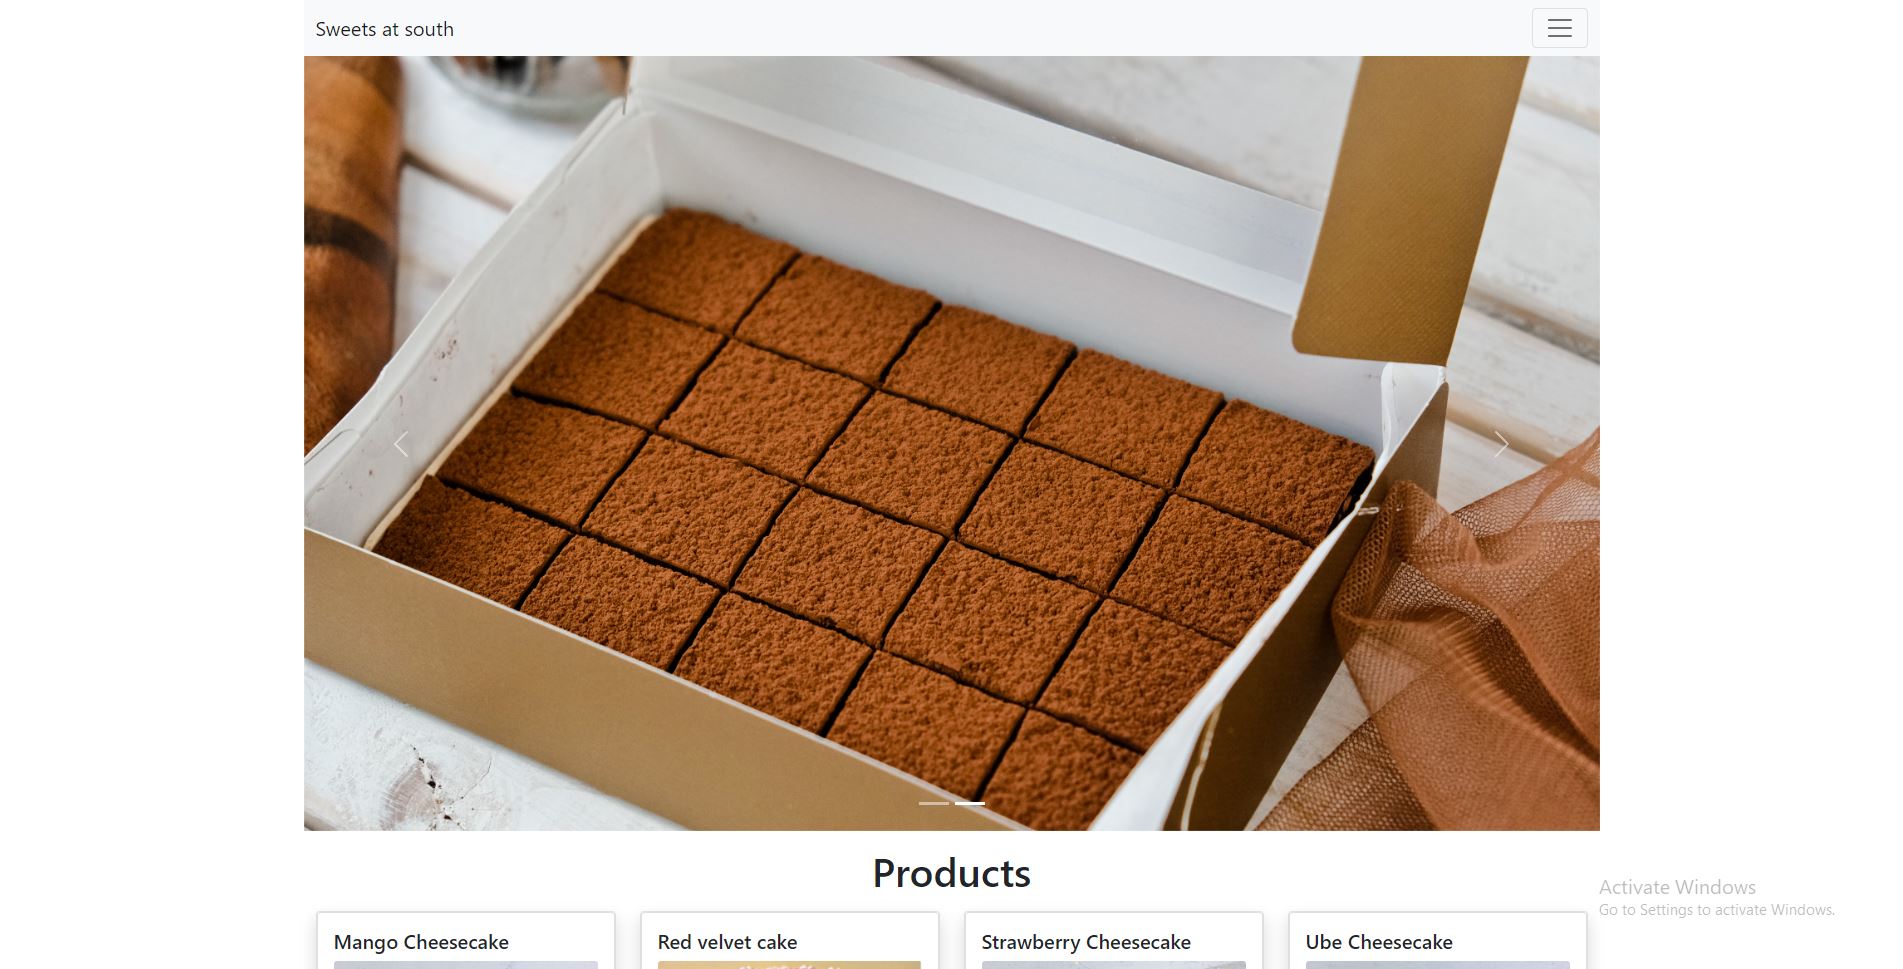 Sweets at south
Products
Mango Cheesecake
Red velvet cake
Strawberry Cheesecake
Ube Cheesecake
Activate Windows
Go to Settings to activate Windows.